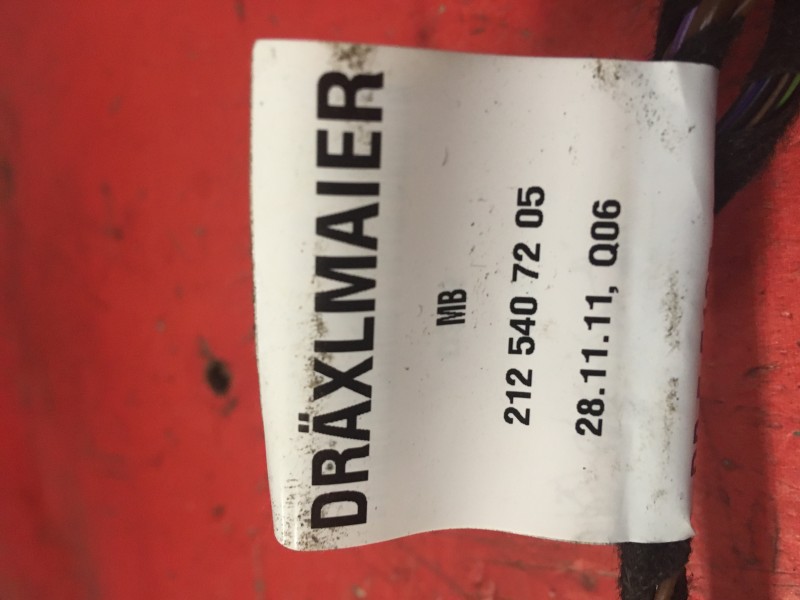 DRÄXLMAIER
MB
212 540 72 05
28.11.11, Q06